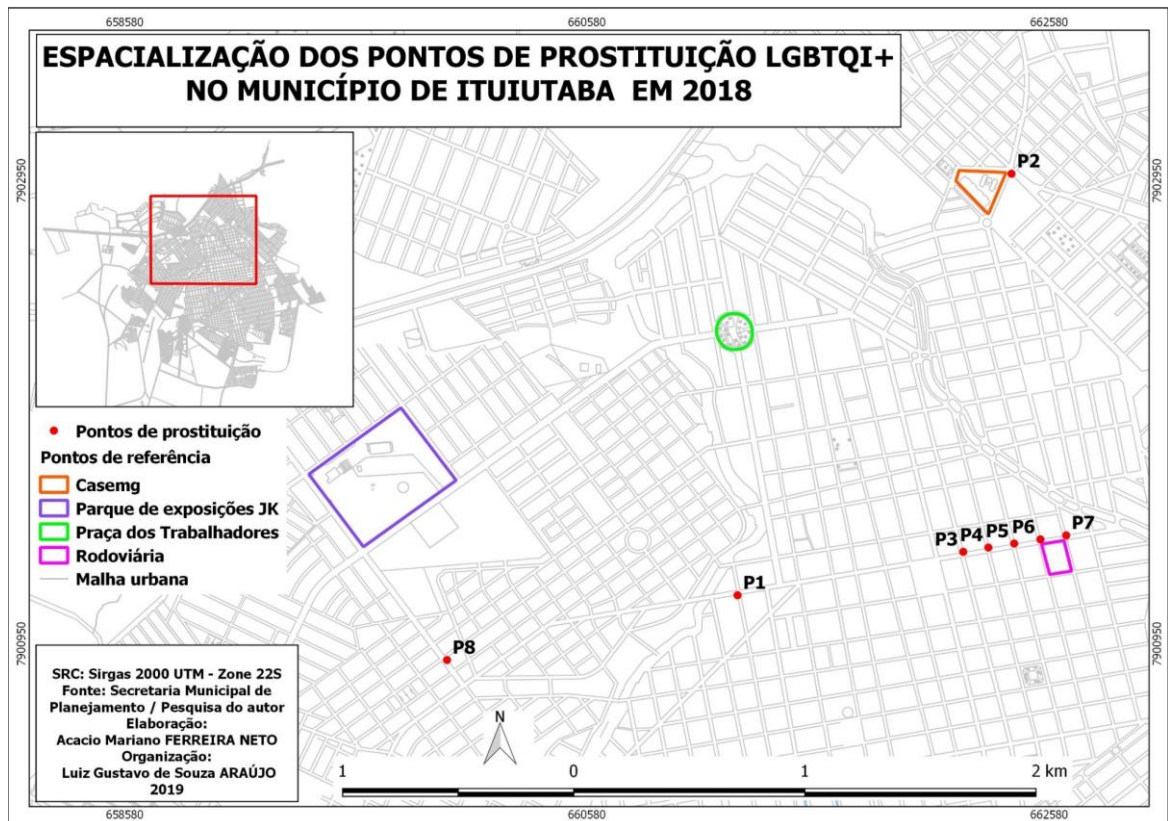 658580
660580
662580
ESPACIALIZAÇÃO DOS PONTOS DE PROSTITUIÇÃO LGBTQI+
NO MUNICÍPIO DE ITUIUTABA EM 2018
7902950
7902950
P2
Pontos de prostituição
Pontos de referência
Casemg
Parque de exposições JK
Praça dos Trabalhadores
Rodoviária
Malha urbana
P3
P4
P5
P6
P7
P1
P8
7900950
7900950
SRC: Sirgas 2000 UTM - Zone 22S
Fonte: Secretaria Municipal de
Planejamento / Pesquisa do autor
Elaboração:
Acacio Mariano FERREIRA NETO
Organização:
Luiz Gustavo de Souza ARAÚJO
2019
N
1
0
1
2 km
658580
660580
662580